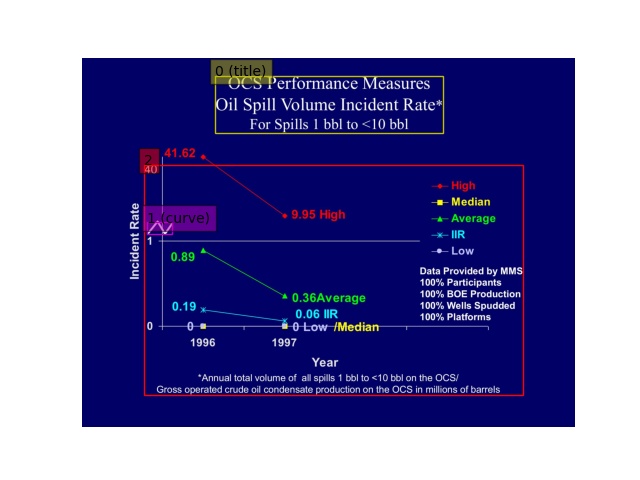 0 (title)
OCS Performance Measures
Oil Spill Volume Incident Rate*
For Spills 1 bbl to <10 bbl
2
41.62
40
High
Median
Average
IIR
Low
9.95 High
1 (curve)
Incident Rate
1
0.89
Data Provided by MMS
100% Participants
100% BOE Production
100% Wells Spudded
100% Platforms
0.36Average
0.19
0.06 IIR
0
0
0 Low /Median
1996
1997
Year
*Annual total volume of all spills 1 bbl to <10 bbl on the OCS/
Gross operated crude oil condensate production on the OCS in millions of barrels